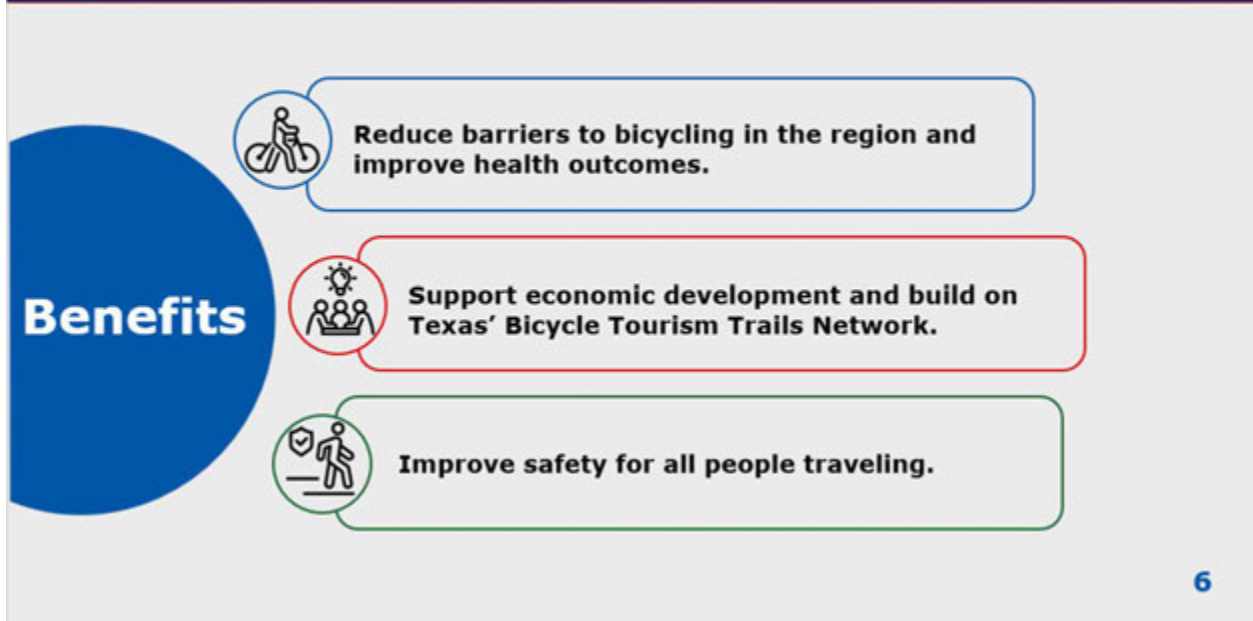 Benefits
Reduce barriers to bicycling in the region and
improve health outcomes.
Support economic development and build on
Texas’ Bicycle Tourism Trails Network.
Improve safety for all people traveling.
6